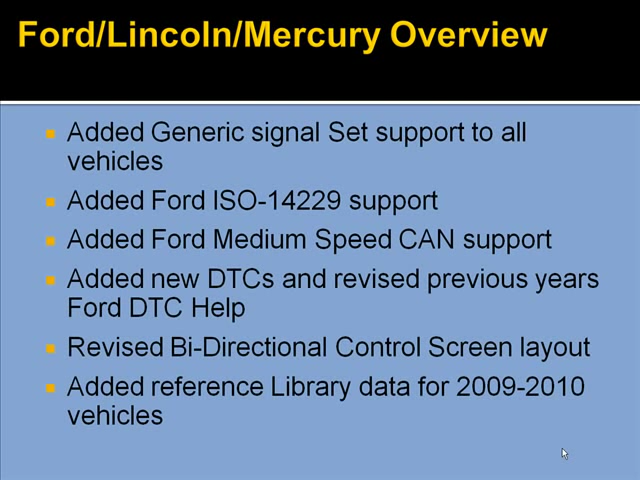 Ford/Lincoln/Mercury Overview
Added Generic signal Set support to all
vehicles
Added Ford ISO-14229 support
Added Ford Medium Speed CAN support
Added new DTCs and revised previous years
Ford DTC Help
Revised Bi-Directional Control Screen layout
Added reference Library data for 2009-2010
vehicles